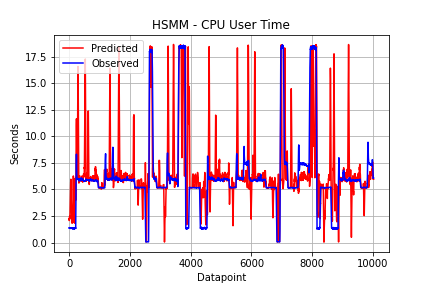 HSMM - CPU User Time
Predicted
Observed
17.5
15.0
12.5
10.0
7.5
5.0
2.5
0.0
Seconds
0 2000 4000 6000 8000 10000
Datapoint